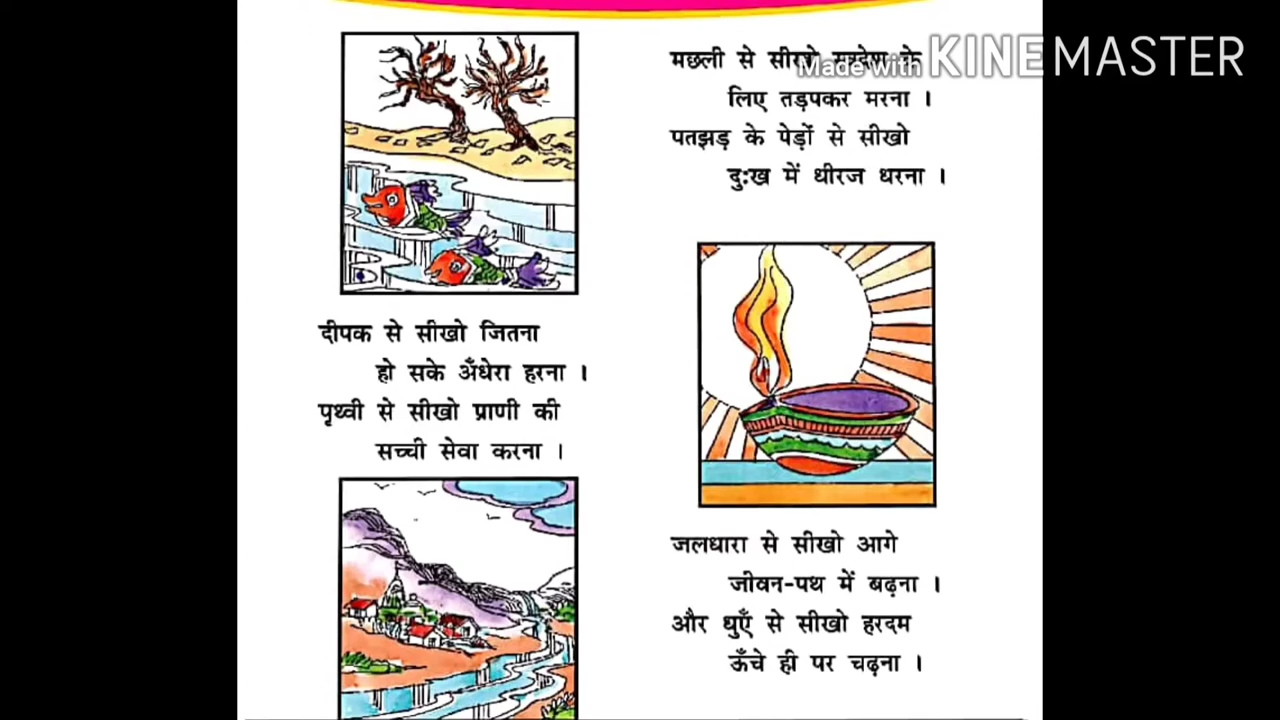 मछली से सीखो स्वदेश के
लिए तड़पकर मरना ।
पतझड़ के पेड़ों से सीखो
दुःख में धीरज धरना ।
दीपक से सीखो जितना
हो सके अँधेरा हरना ।
पृथ्वी से सीखो प्राणी की
सच्ची सेवा करना ।
जलधारा से सीखो आगे
जीवन-पथ में बढ़ना ।
और धुएँ से सीखो हरदम
ऊँचे ही पर चढ़ना ।
Made with KINEMASTER